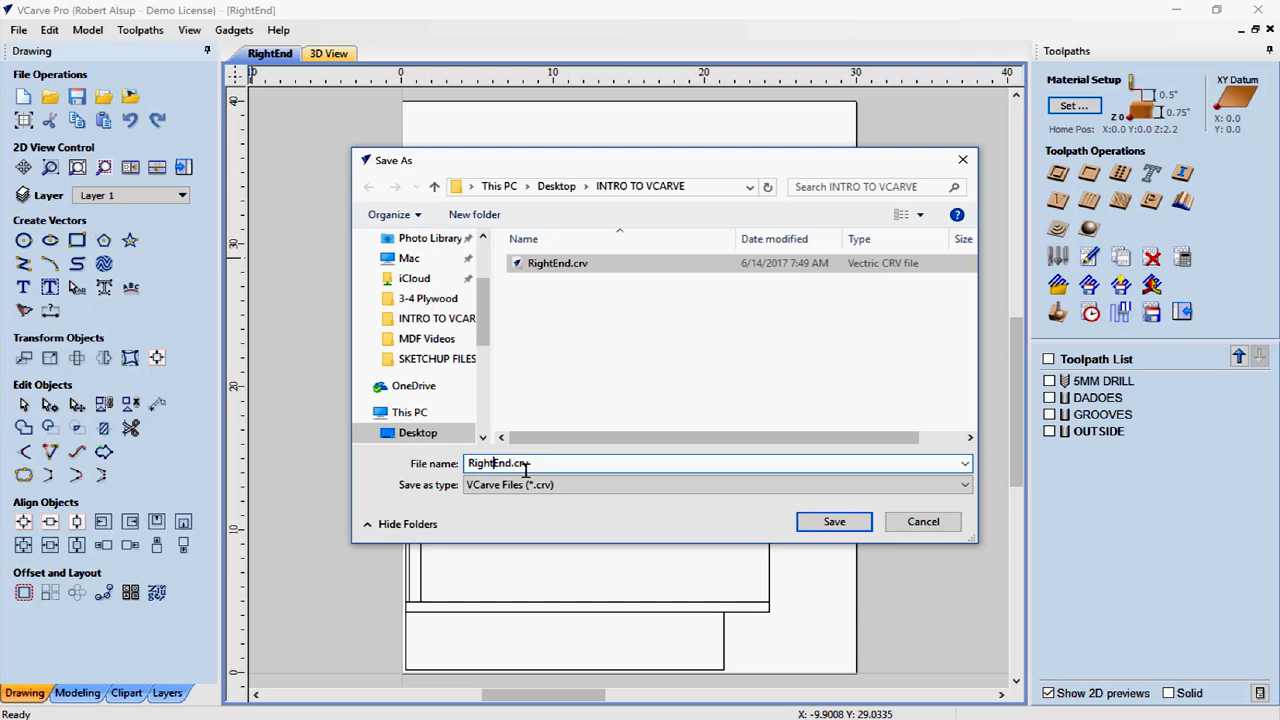 VCarve Pro (Robert Alsup - Demo License) - [RightEnd]
File Edit Model Toolpaths View Gadgets Help
Drawing
File Operations
2D View Control
Layer Layer 1
Create Vectors
Transform Objects
Edit Objects
Align Objects
Offset and Layout
Drawing Modeling Clipart Layers
Ready
RightEnd 3D View
0 0 10 20 30 40
40
30
20
10
0
Save As
This PC > Desktop > INTRO TO VCARVE
Search INTRO TO VCARVE
Organize New folder
Photo Library
Mac
iCloud
3-4 Plywood
INTRO TO VCAR
MDF Videos
SKETCHUP FILES
OneDrive
This PC
Desktop
Name Date modified Type Size
RightEnd.crv 6/14/2017 7:49 AM Vectric CRV file
File name: RightEnd.crv
Save as type: VCarve Files (*.crv)
Hide Folders
Save Cancel
Toolpaths
Material Setup
Set ...
Z 0
0.5"
0.75"
XY Datum
X: 0.0
Y: 0.0
Home Pos: X:0.0 Y:0.0 Z:2.2
Toolpath Operations
Toolpath List
5MM DRILL
DADOES
GROOVES
OUTSIDE
Show 2D previews Solid
X: -9.9008 Y: 29.0335